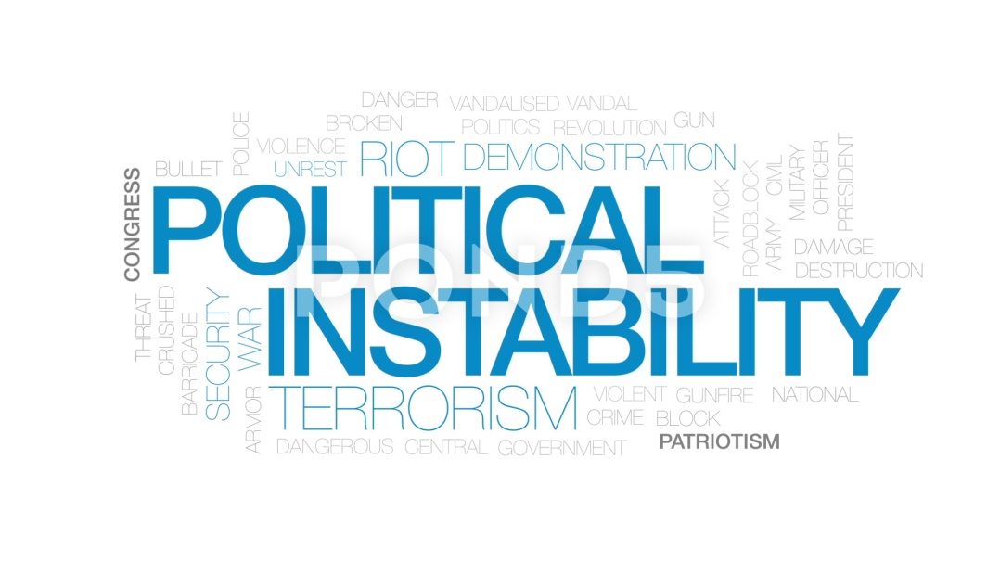 DANGER VANDALISED VANDAL
BROKEN POLITICS REVOLUTION GUN
VIOLENCE RIOT DEMONSTRATION
BULLET POLICE UNREST
CONGRESS
POLITICAL
ATTACK
ROADBLOCK
ARMY CIVIL
MILITARY
OFFICER
PRESIDENT
DAMAGE
DESTRUCTION
POND5
INSTABILITY
THREAT
CRUSHED
BARRICADE
SECURITY
WAR
ARMOR
TERRORISM
VIOLENT GUNFIRE NATIONAL
CRIME BLOCK
PATRIOTISM
DANGEROUS CENTRAL GOVERNMENT